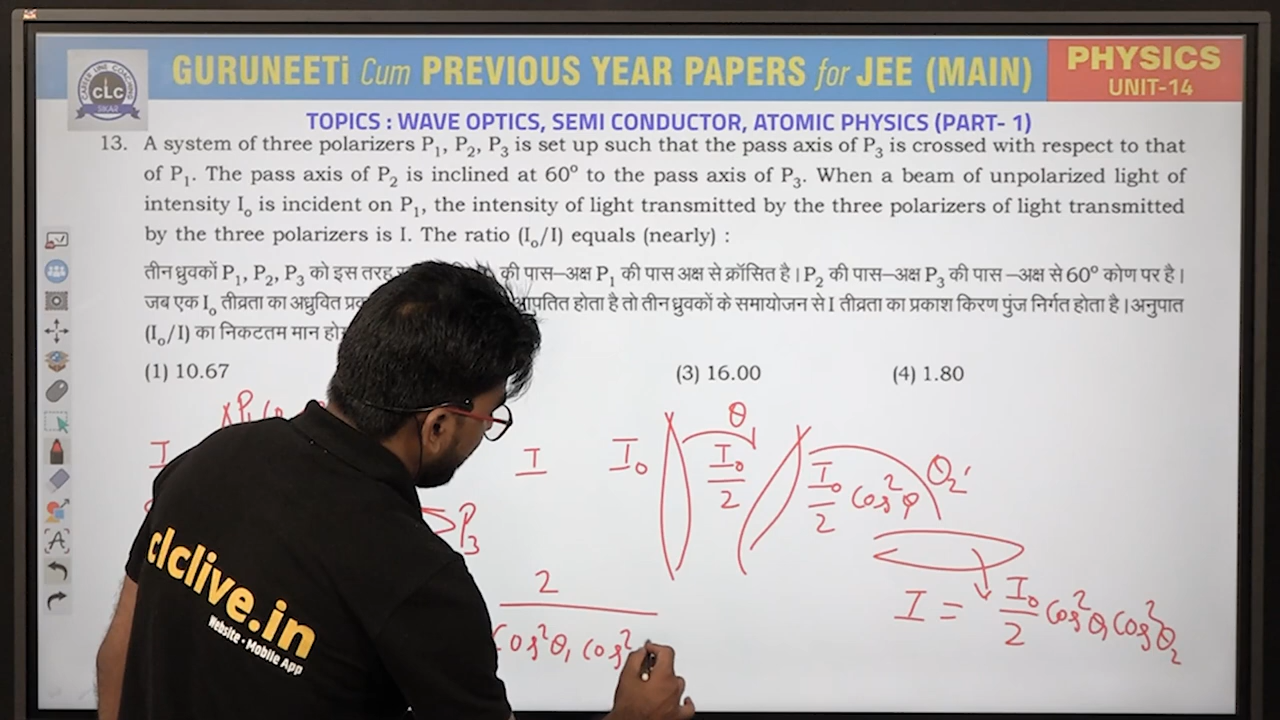 GURUNEETi Cum PREVIOUS YEAR PAPERS for JEE (MAIN)
PHYSICS
UNIT-14
CLC
SIKAR
TOPICS : WAVE OPTICS, SEMI CONDUCTOR, ATOMIC PHYSICS (PART- 1)
13. A system of three polarizers P₁, P₂, P₃ is set up such that the pass axis of P₃ is crossed with respect to that
of P₁. The pass axis of P₂ is inclined at 60° to the pass axis of P₃. When a beam of unpolarized light of
intensity Iₒ is incident on P₁, the intensity of light transmitted by the three polarizers of light transmitted
by the three polarizers is I. The ratio (Iₒ/I) equals (nearly) :
तीन ध्रुवकों P₁, P₂, P₃ को इस तरह की पास–अक्ष P₁ की पास अक्ष से क्रॉसित है। P₂ की पास–अक्ष P₃ की पास –अक्ष से 60° कोण पर है।
जब एक Iₒ तीव्रता का अध्रुवित होता है तो तीन ध्रुवकों के समायोजन से I तीव्रता का प्रकाश किरण पुंज निर्गत होता है। अनुपात
(Iₒ/I) का निकटतम मान
(1) 10.67 (3) 16.00 (4) 1.80
I I₀ I₀/2 θ I₀/2 cos²θ θ₂
P₃
2
cos²θ₁ cos²
I = I₀/2 cos²θ₁ cos²θ₂
clclive.in
Website • Mobile App